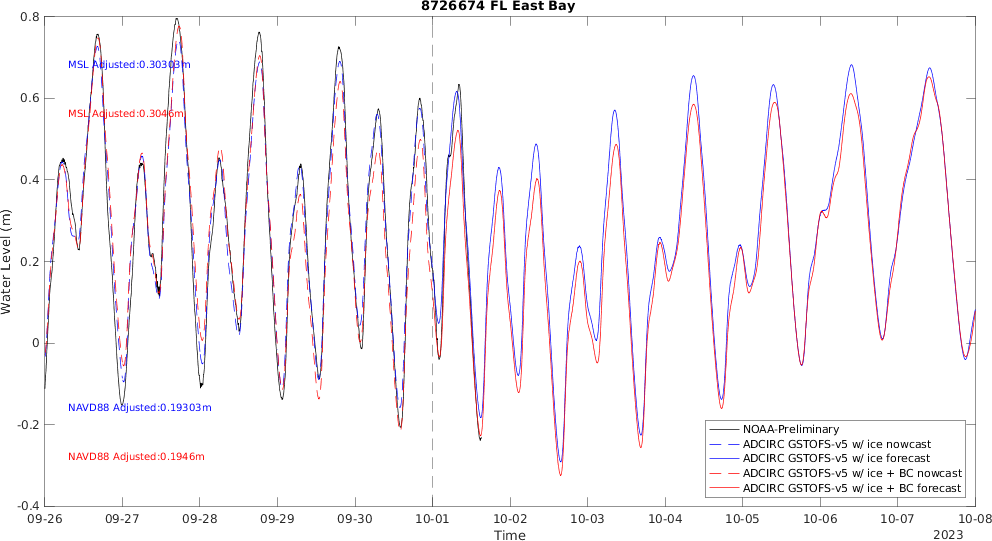 8726674 FL East Bay
0.8
0.6
0.4
0.2
0
-0.2
-0.4
Water Level (m)
MSL Adjusted:0.30303m
MSL Adjusted:0.3046m
NAVD88 Adjusted:0.19303m
NAVD88 Adjusted:0.1946m
NOAA-Preliminary
ADCIRC GSTOFS-v5 w/ ice nowcast
ADCIRC GSTOFS-v5 w/ ice forecast
ADCIRC GSTOFS-v5 w/ ice + BC nowcast
ADCIRC GSTOFS-v5 w/ ice + BC forecast
09-26 09-27 09-28 09-29 09-30 10-01 10-02 10-03 10-04 10-05 10-06 10-07 10-08
Time
2023